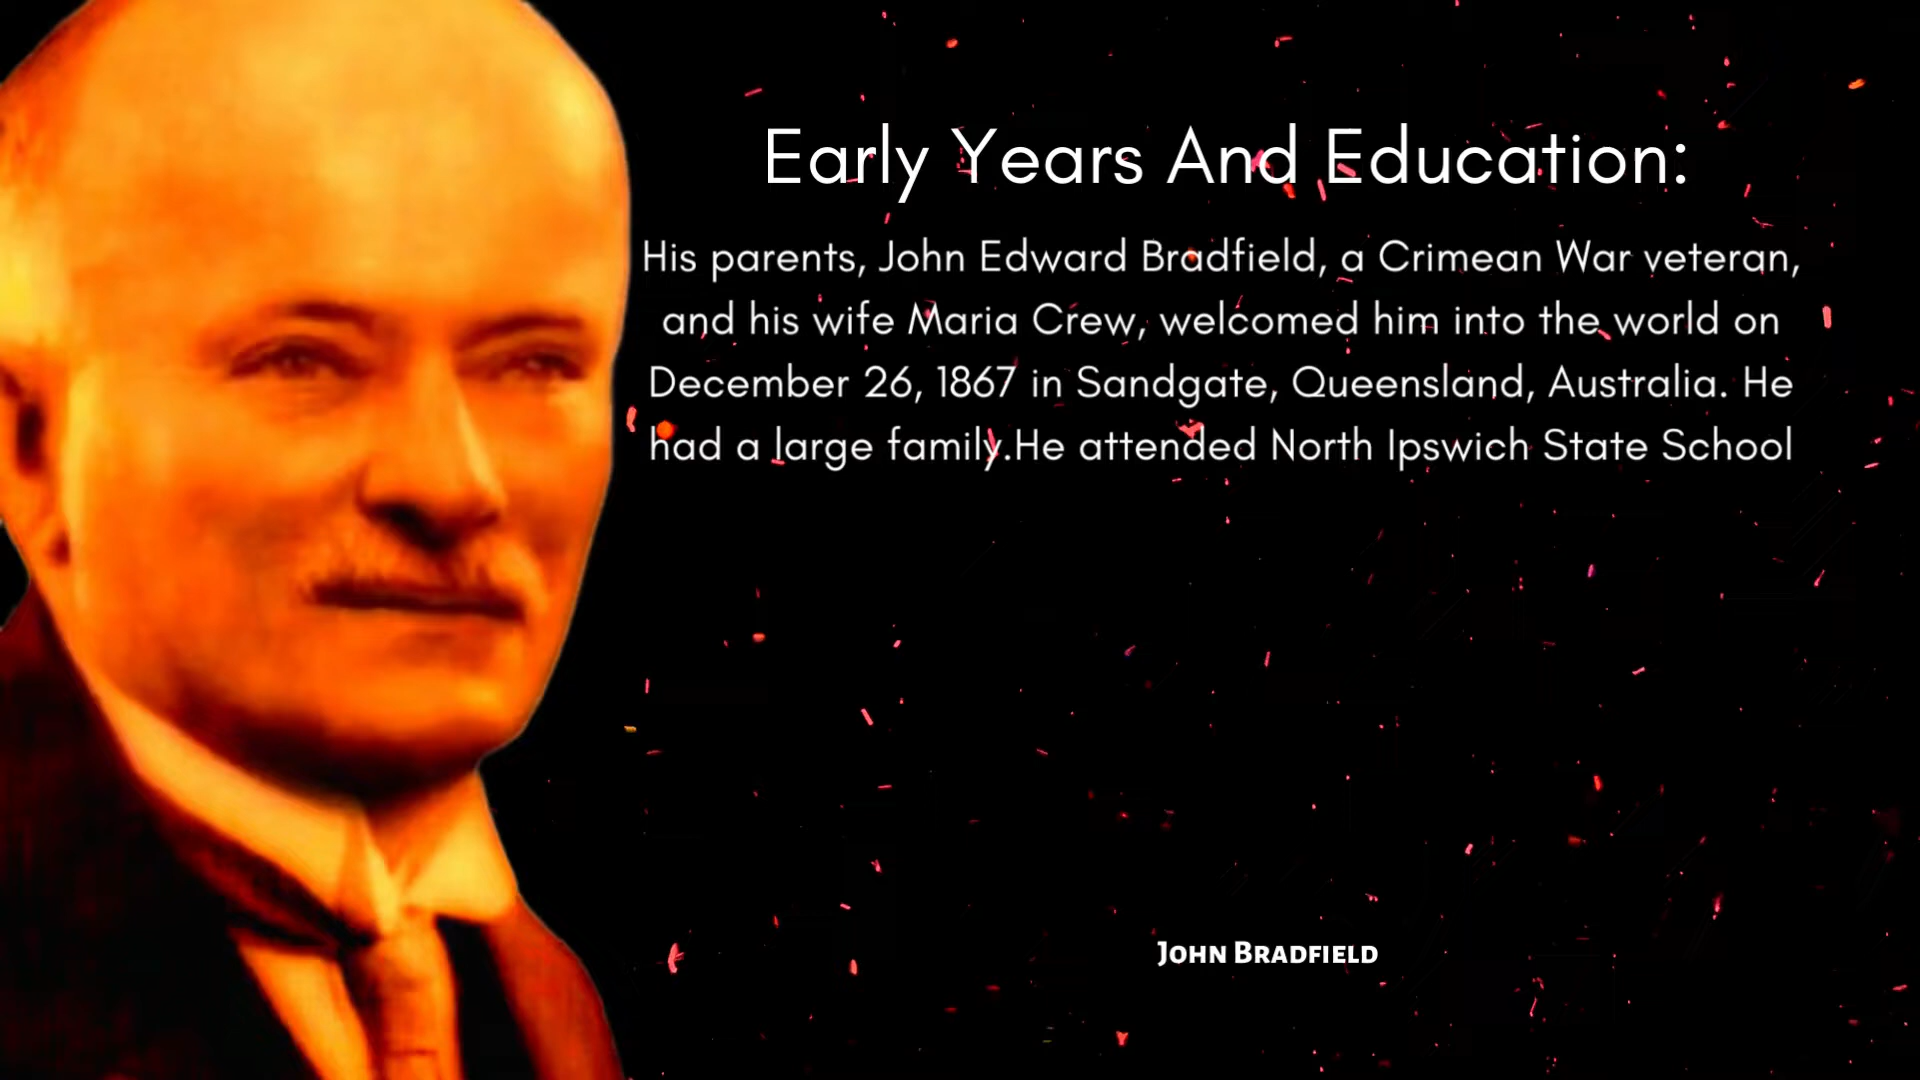 Early Years And Education:
His parents, John Edward Bradfield, a Crimean War veteran,
and his wife Maria Crew, welcomed him into the world on
December 26, 1867 in Sandgate, Queensland, Australia. He
had a large family.He attended North Ipswich State School
John Bradfield